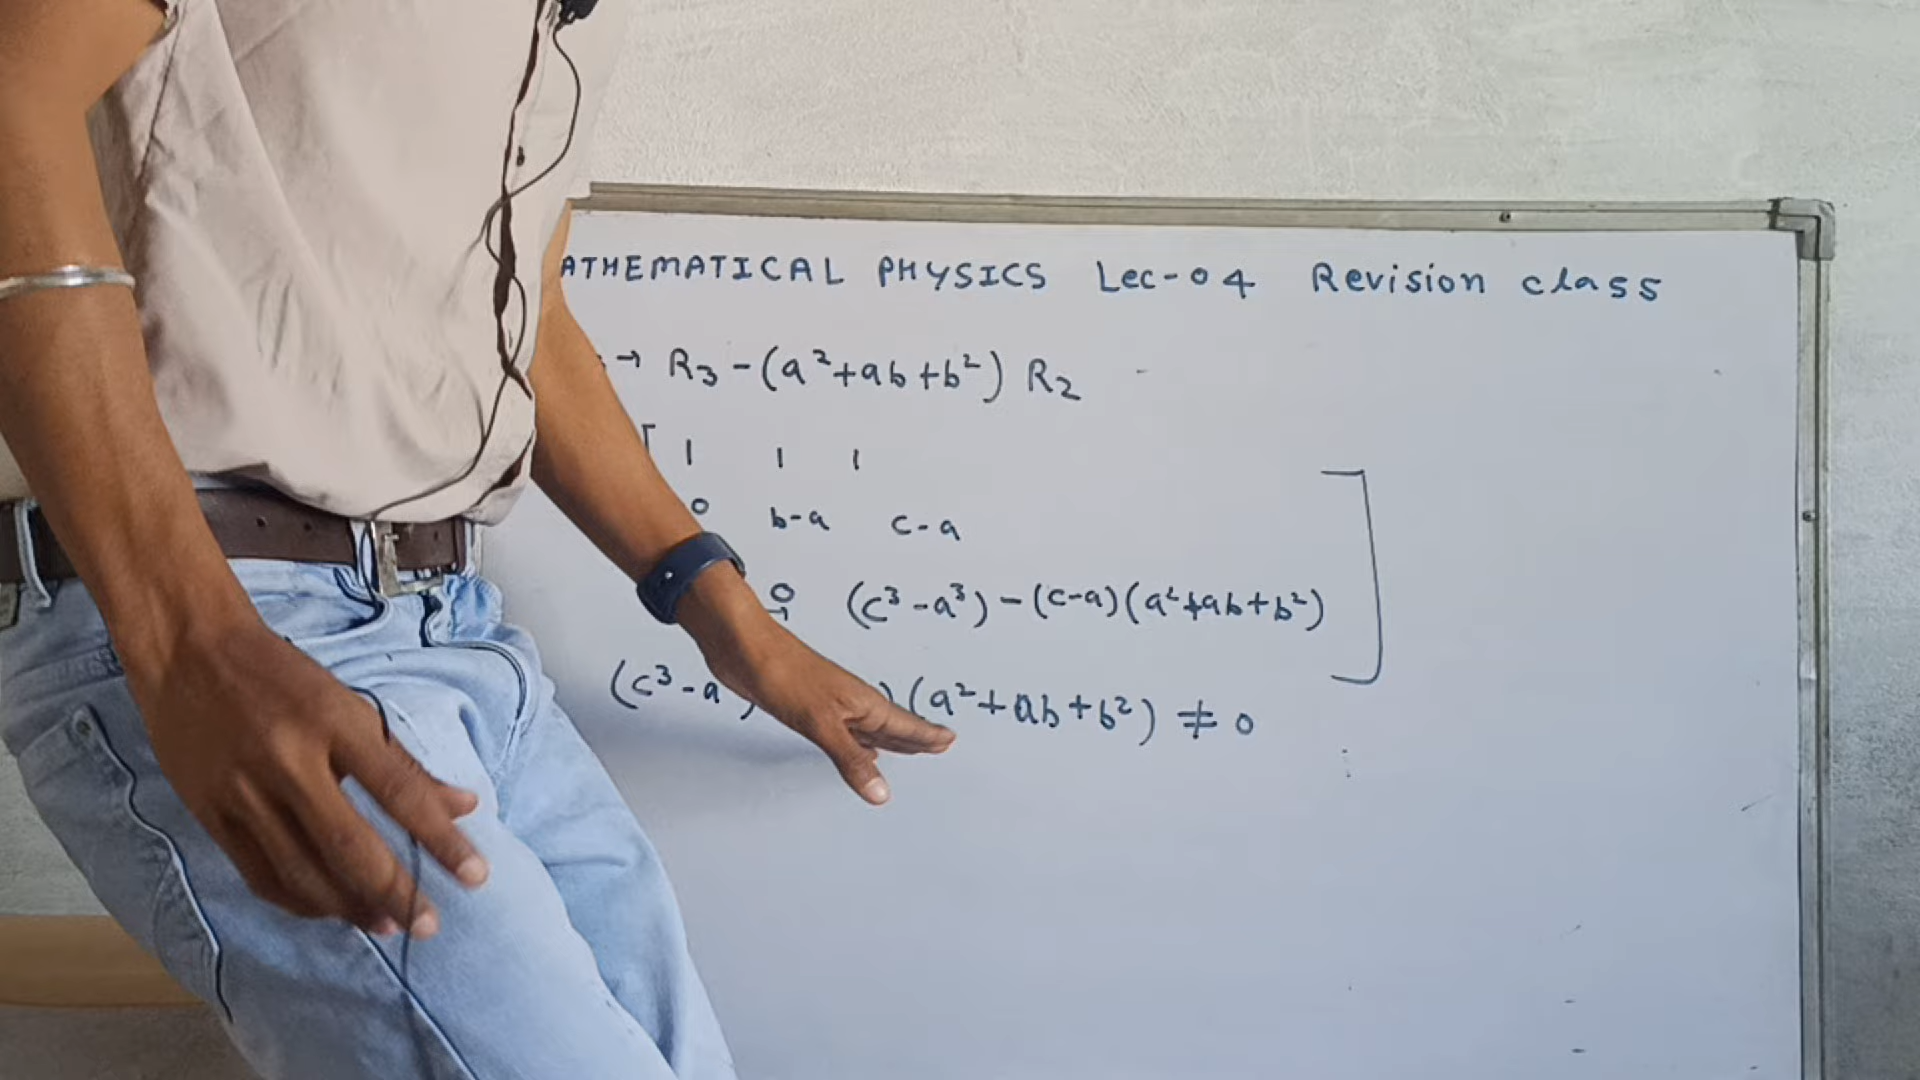 ATHEMATICAL PHYSICS Lec-04 Revision class
→ R₃ - (a²+ab+b²) R₂
[ 1 1 1
0 b-a c-a
0 (c³-a³) - (c-a)(a²+ab+b²) ]
(c³-a )(a²+ab+b²) ≠ 0